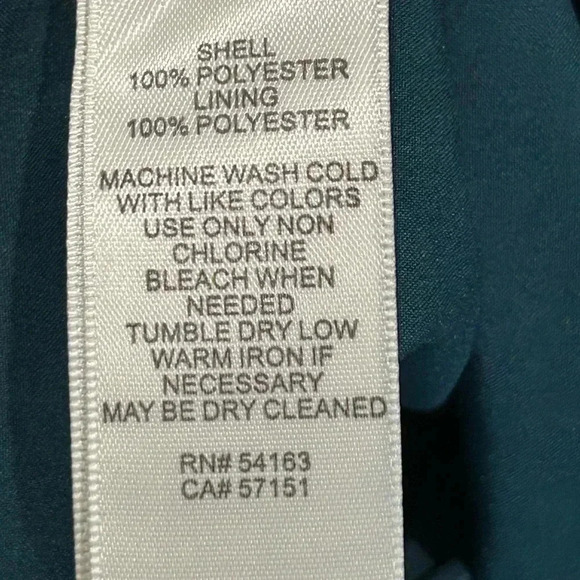 SHELL
100% POLYESTER
LINING
100% POLYESTER
MACHINE WASH COLD
WITH LIKE COLORS
USE ONLY NON
CHLORINE
BLEACH WHEN
NEEDED
TUMBLE DRY LOW
WARM IRON IF
NECESSARY
MAY BE DRY CLEANED
RN# 54163
CA# 57151